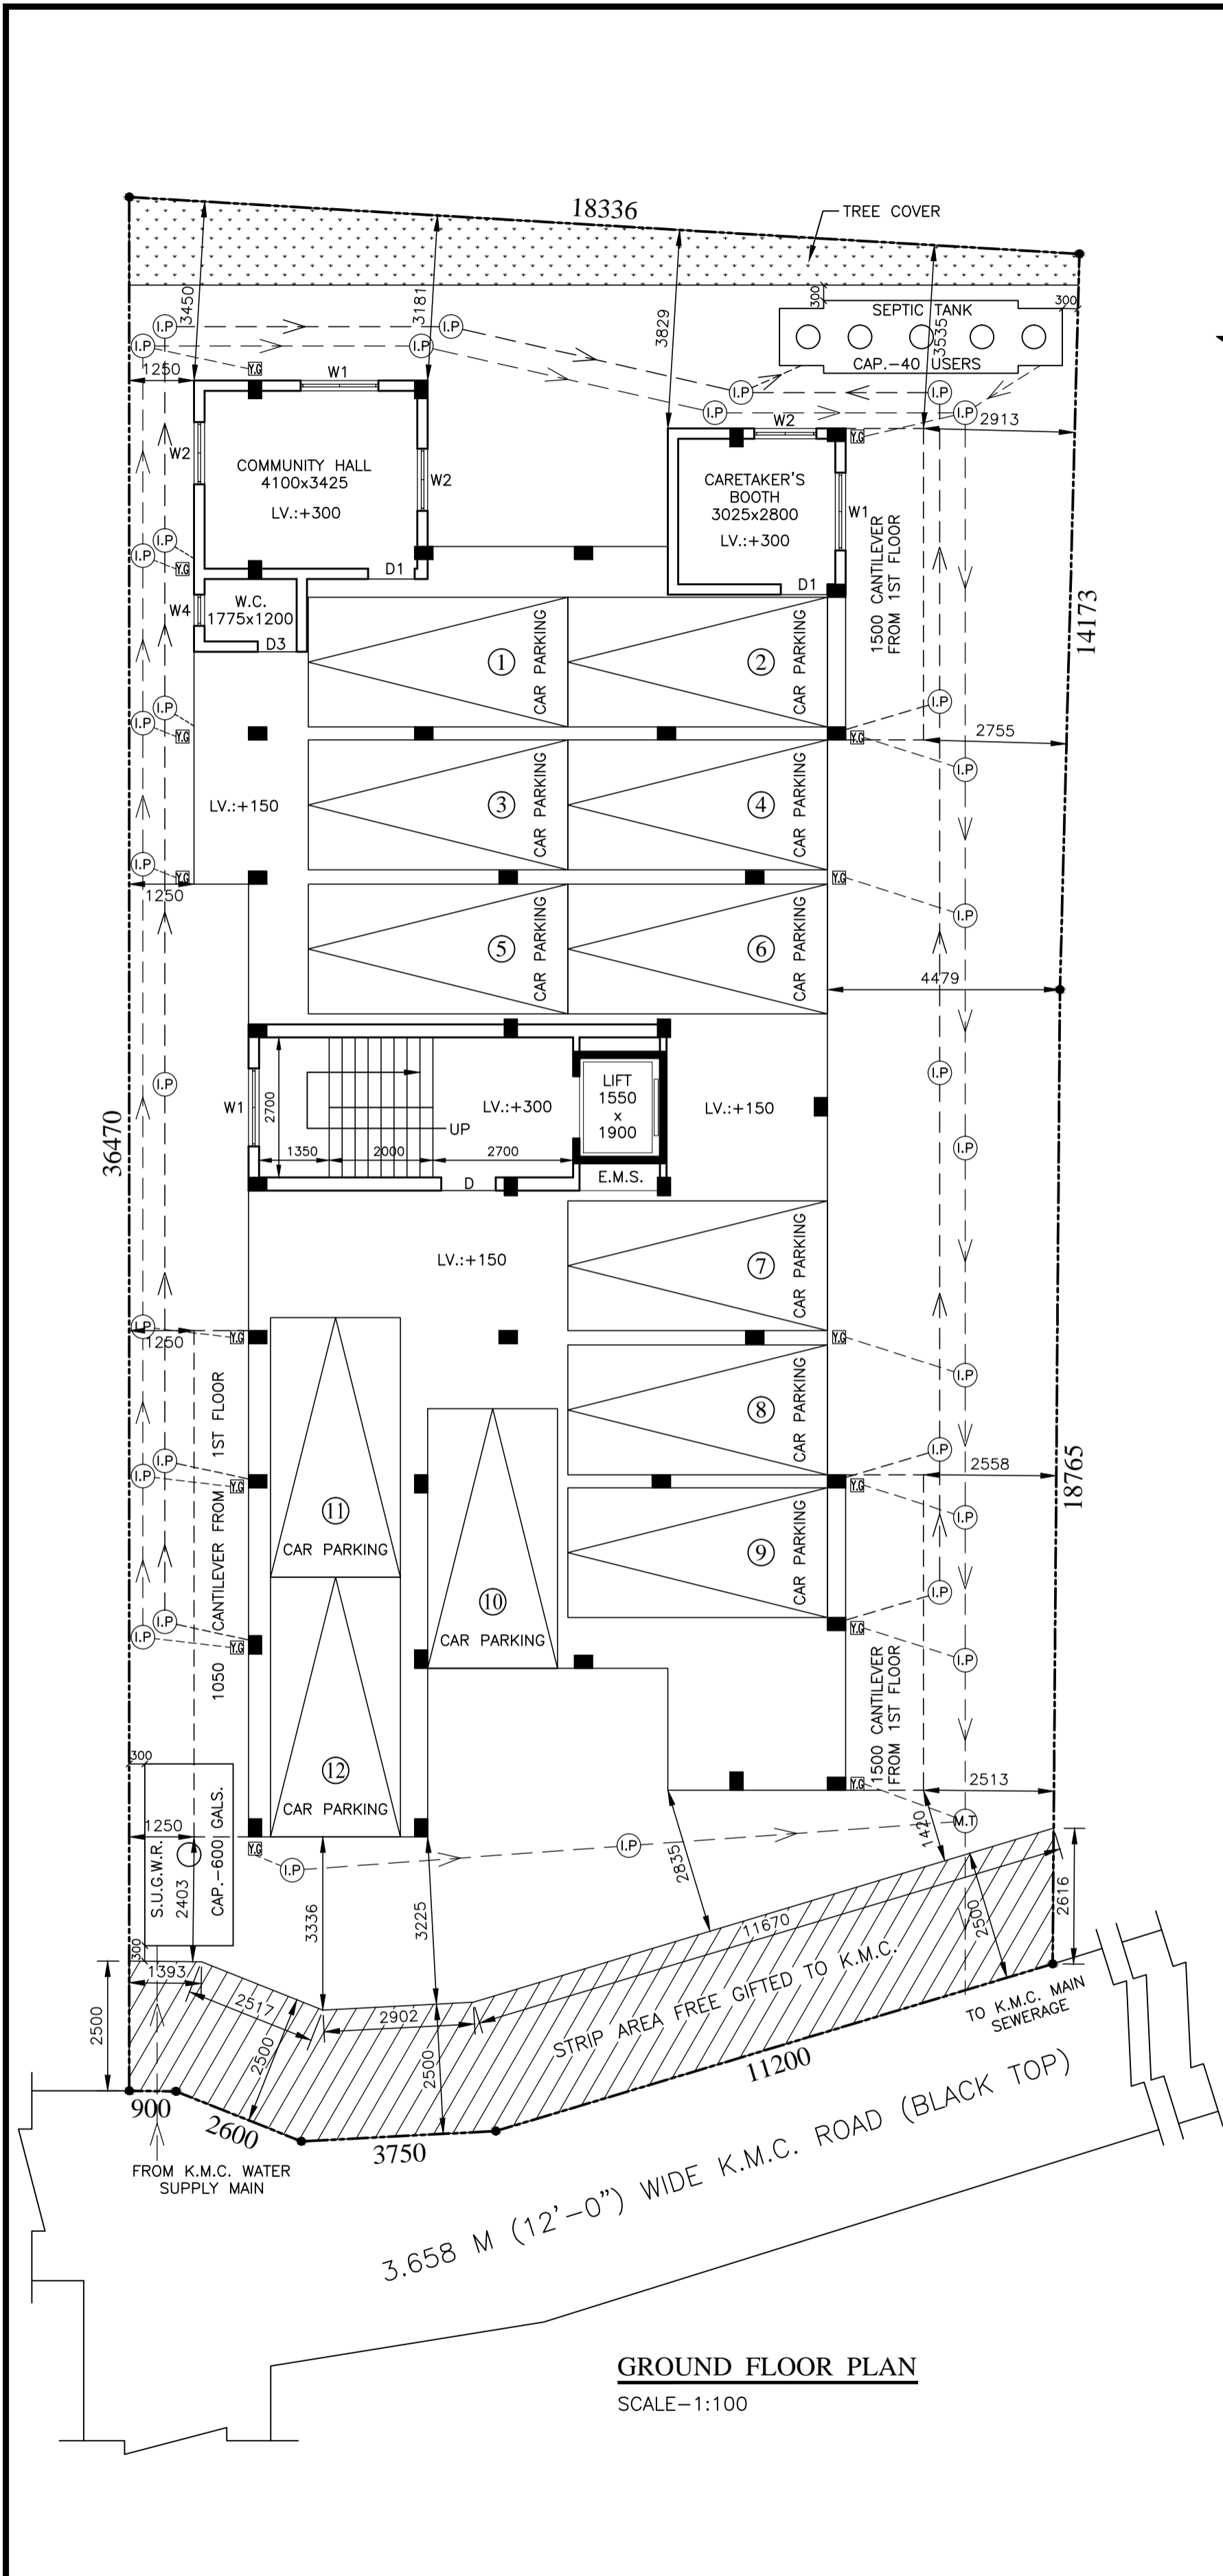 18336
TREE COVER
3450
3181
3829
3535
300
300
SEPTIC TANK
CAP.-40 USERS
I.P
I.P
I.P
I.P
I.P
I.P
I.P
I.P
1250
Y.G
W1
W2
Y.G
2913
W2
COMMUNITY HALL
4100x3425
LV.:+300
W2
CARETAKER'S
BOOTH
3025x2800
LV.:+300
W1
1500 CANTILEVER
FROM 1ST FLOOR
I.P
I.P
Y.G
D1
D1
W4
W.C.
1775x1200
D3
14173
1
CAR PARKING
2
CAR PARKING
I.P
I.P
Y.G
I.P
Y.G
2755
I.P
LV.:+150
3
CAR PARKING
4
CAR PARKING
I.P
Y.G
1250
Y.G
I.P
5
CAR PARKING
6
CAR PARKING
4479
36470
I.P
W1
2700
LV.:+300
UP
1350
2000
2700
LIFT
1550
x
1900
LV.:+150
I.P
I.P
D
E.M.S.
LV.:+150
7
CAR PARKING
I.P
1250
Y.G
Y.G
I.P
8
CAR PARKING
1050 CANTILEVER FROM 1ST FLOOR
I.P
I.P
Y.G
11
CAR PARKING
I.P
2558
Y.G
18765
I.P
9
CAR PARKING
10
CAR PARKING
I.P
I.P
I.P
Y.G
Y.G
I.P
1500 CANTILEVER
FROM 1ST FLOOR
300
12
CAR PARKING
Y.G
2513
M.T
1250
S.U.G.W.R.
2403
CAP.-600 GALS.
Y.G
I.P
I.P
2835
1420
2616
3336
3225
300
1393
2517
2902
11670
2500
2500
2500
2500
STRIP AREA FREE GIFTED TO K.M.C.
TO K.M.C. MAIN
SEWERAGE
900
2600
3750
11200
FROM K.M.C. WATER
SUPPLY MAIN
3.658 M (12'-0") WIDE K.M.C. ROAD (BLACK TOP)
GROUND FLOOR PLAN
SCALE-1:100